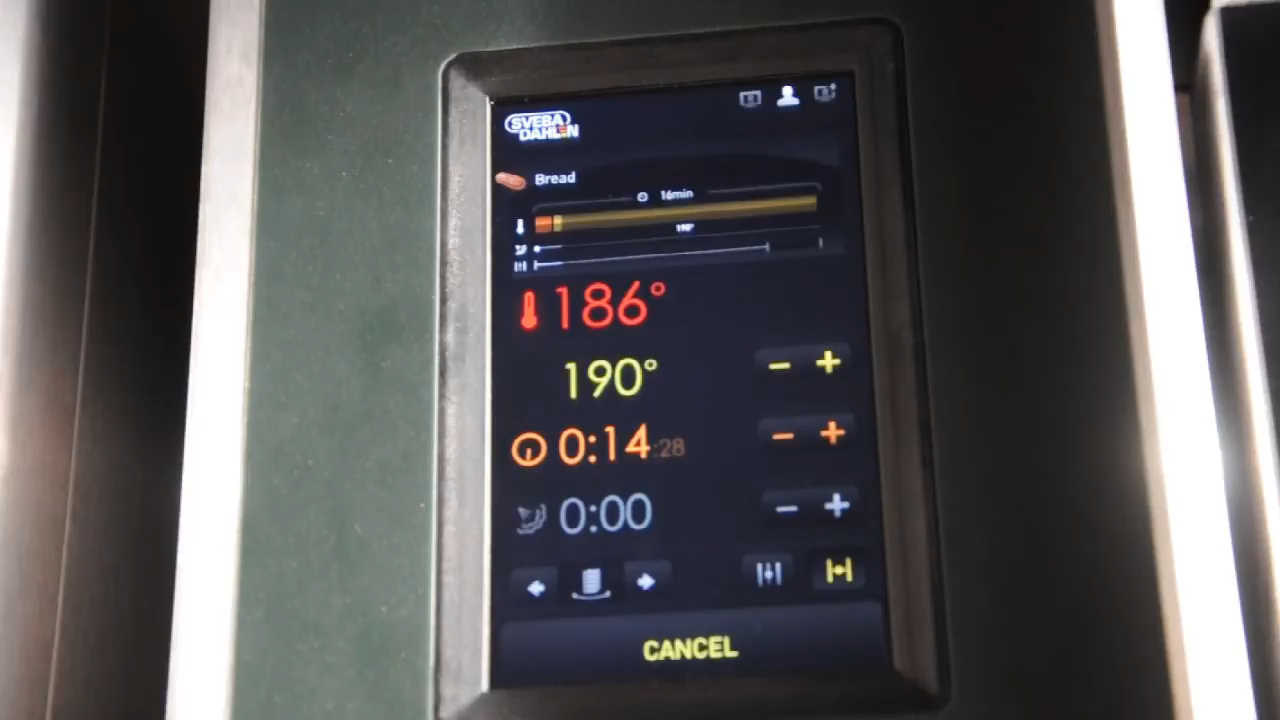 SVEBA
DAHLEN
Bread
16min
190°
186°
190°
0:14:28
0:00
CANCEL